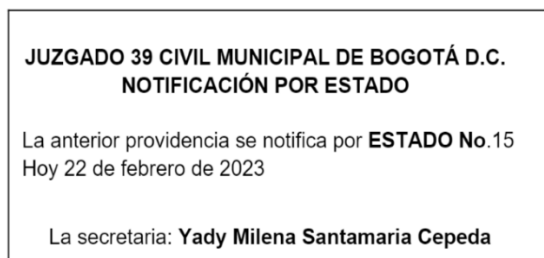 JUZGADO 39 CIVIL MUNICIPAL DE BOGOTÁ D.C.
NOTIFICACIÓN POR ESTADO
La anterior providencia se notifica por ESTADO No.15
Hoy 22 de febrero de 2023
La secretaria: Yady Milena Santamaria Cepeda